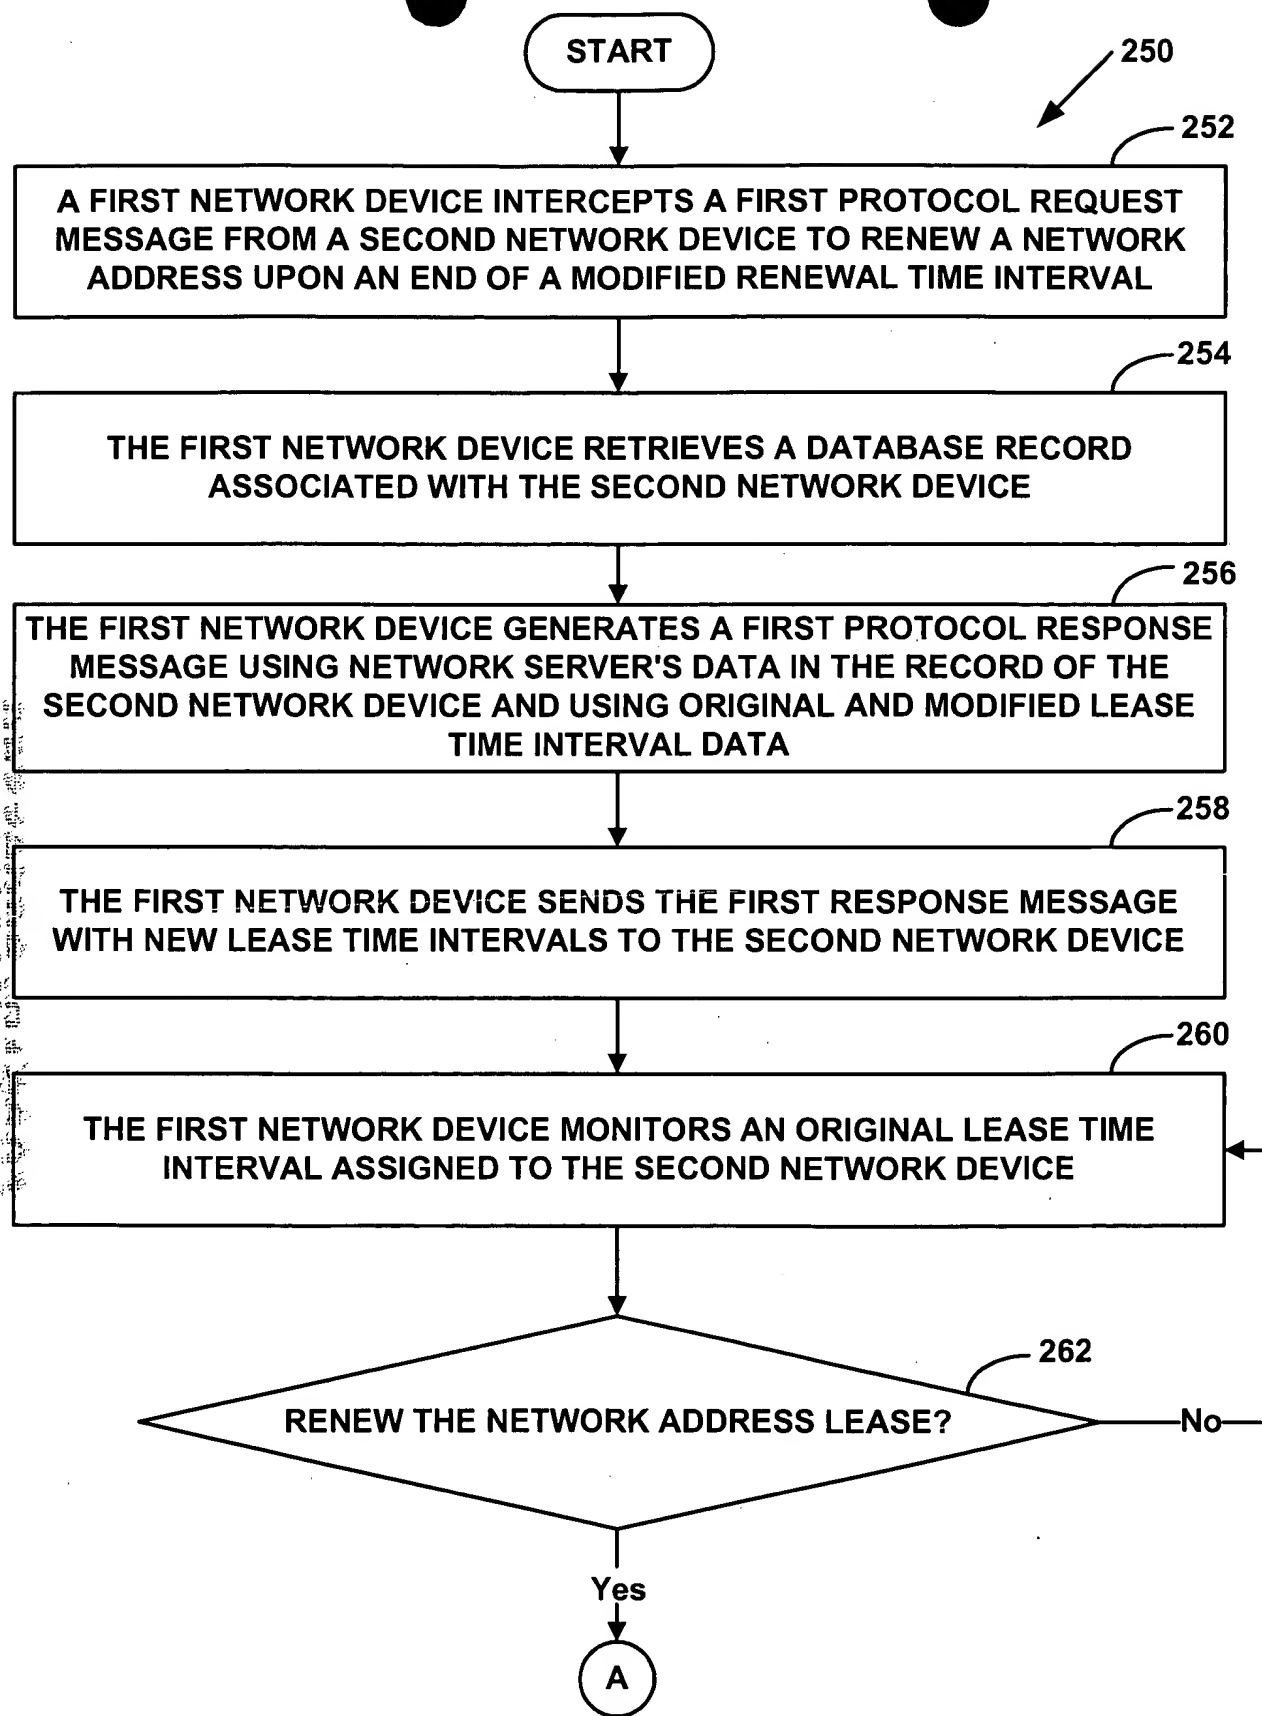 START
250
252
A FIRST NETWORK DEVICE INTERCEPTS A FIRST PROTOCOL REQUEST
MESSAGE FROM A SECOND NETWORK DEVICE TO RENEW A NETWORK
ADDRESS UPON AN END OF A MODIFIED RENEWAL TIME INTERVAL
254
THE FIRST NETWORK DEVICE RETRIEVES A DATABASE RECORD
ASSOCIATED WITH THE SECOND NETWORK DEVICE
256
THE FIRST NETWORK DEVICE GENERATES A FIRST PROTOCOL RESPONSE
MESSAGE USING NETWORK SERVER'S DATA IN THE RECORD OF THE
SECOND NETWORK DEVICE AND USING ORIGINAL AND MODIFIED LEASE
TIME INTERVAL DATA
258
THE FIRST NETWORK DEVICE SENDS THE FIRST RESPONSE MESSAGE
WITH NEW LEASE TIME INTERVALS TO THE SECOND NETWORK DEVICE
260
THE FIRST NETWORK DEVICE MONITORS AN ORIGINAL LEASE TIME
INTERVAL ASSIGNED TO THE SECOND NETWORK DEVICE
262
RENEW THE NETWORK ADDRESS LEASE?
No
Yes
A